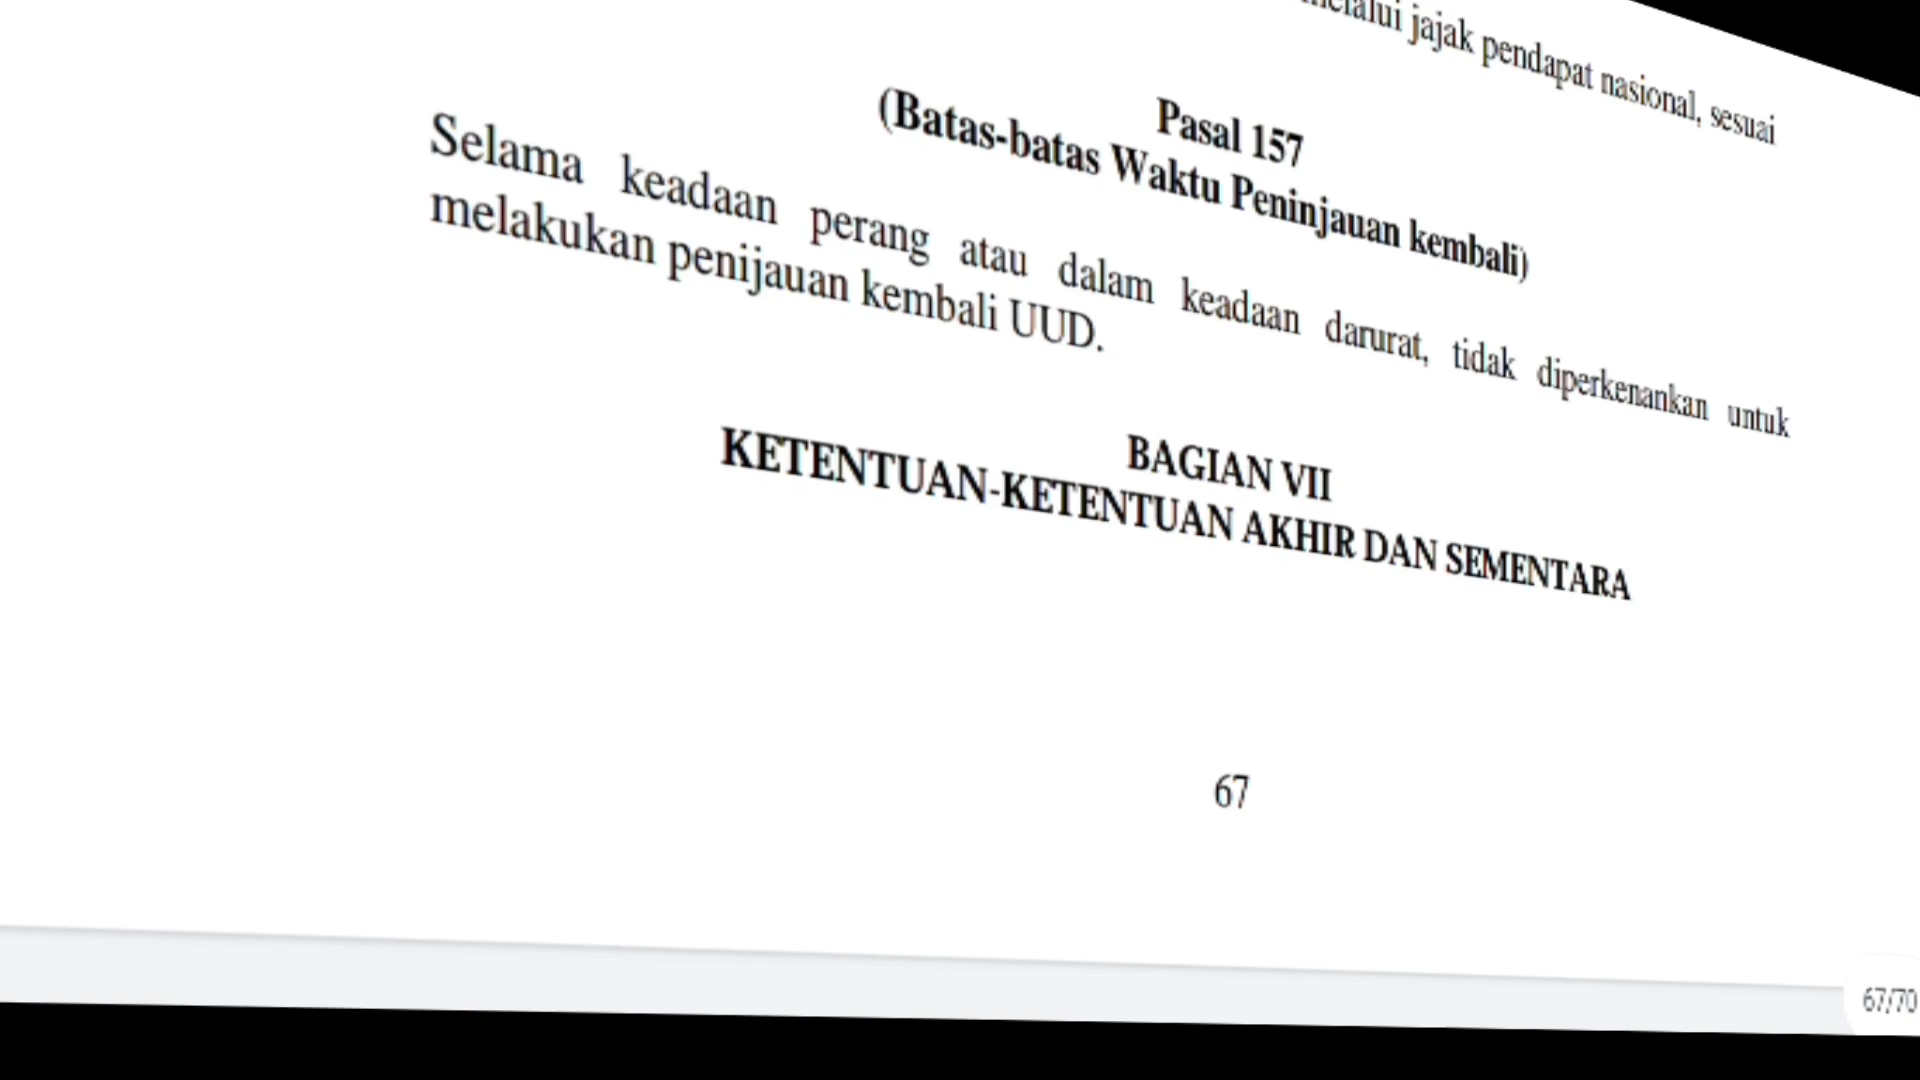 jajak pendapat nasional, sesuai
Pasal 157
(Batas-batas Waktu Peninjauan kembali)
Selama keadaan perang atau dalam keadaan darurat, tidak diperkenankan untuk
melakukan penijauan kembali UUD.
BAGIAN VII
KETENTUAN-KETENTUAN AKHIR DAN SEMENTARA
67
67/70